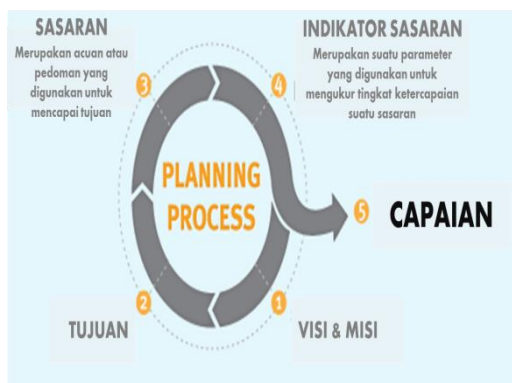 SASARAN
Merupakan acuan atau
pedoman yang
digunakan untuk
mencapai tujuan
3
INDIKATOR SASARAN
Merupakan suatu parameter
yang digunakan untuk
mengukur tingkat ketercapaian
suatu sasaran
4
PLANNING
PROCESS
5 CAPAIAN
2
TUJUAN
1
VISI & MISI